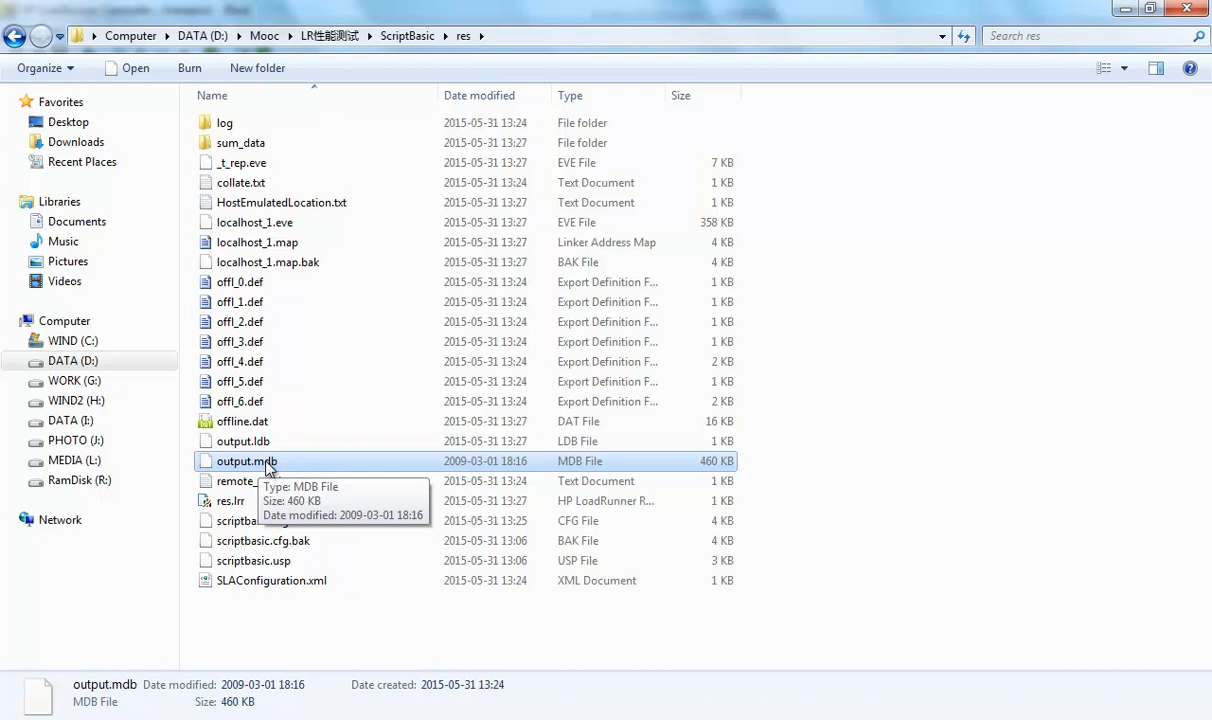 Computer DATA (D:) Mooc LR性能测试 ScriptBasic res
Search res
Organize Open Burn New folder
Name Date modified Type Size
Favorites
Desktop
Downloads
Recent Places
Libraries
Documents
Music
Pictures
Videos
Computer
WIND (C:)
DATA (D:)
WORK (G:)
WIND2 (H:)
DATA (I:)
PHOTO (J:)
MEDIA (L:)
RamDisk (R:)
Network
log 2015-05-31 13:24 File folder
sum_data 2015-05-31 13:24 File folder
_t_rep.eve 2015-05-31 13:27 EVE File 7 KB
collate.txt 2015-05-31 13:24 Text Document 1 KB
HostEmulatedLocation.txt 2015-05-31 13:27 Text Document 1 KB
localhost_1.eve 2015-05-31 13:27 EVE File 358 KB
localhost_1.map 2015-05-31 13:27 Linker Address Map 4 KB
localhost_1.map.bak 2015-05-31 13:27 BAK File 4 KB
offl_0.def 2015-05-31 13:24 Export Definition F... 1 KB
offl_1.def 2015-05-31 13:24 Export Definition F... 1 KB
offl_2.def 2015-05-31 13:24 Export Definition F... 1 KB
offl_3.def 2015-05-31 13:24 Export Definition F... 1 KB
offl_4.def 2015-05-31 13:24 Export Definition F... 2 KB
offl_5.def 2015-05-31 13:24 Export Definition F... 1 KB
offl_6.def 2015-05-31 13:24 Export Definition F... 2 KB
offline.dat 2015-05-31 13:27 DAT File 16 KB
output.ldb 2015-05-31 13:27 LDB File 1 KB
output.mdb 2009-03-01 18:16 MDB File 460 KB
remote_ 2015-05-31 13:24 Text Document 1 KB
res.lrr 2015-05-31 13:27 HP LoadRunner R... 1 KB
scriptba 2015-05-31 13:25 CFG File 4 KB
scriptbasic.cfg.bak 2015-05-31 13:06 BAK File 4 KB
scriptbasic.usp 2015-05-31 13:06 USP File 3 KB
SLAConfiguration.xml 2015-05-31 13:24 XML Document 1 KB
Type: MDB File
Size: 460 KB
Date modified: 2009-03-01 18:16
output.mdb Date modified: 2009-03-01 18:16 Date created: 2015-05-31 13:24
MDB File Size: 460 KB